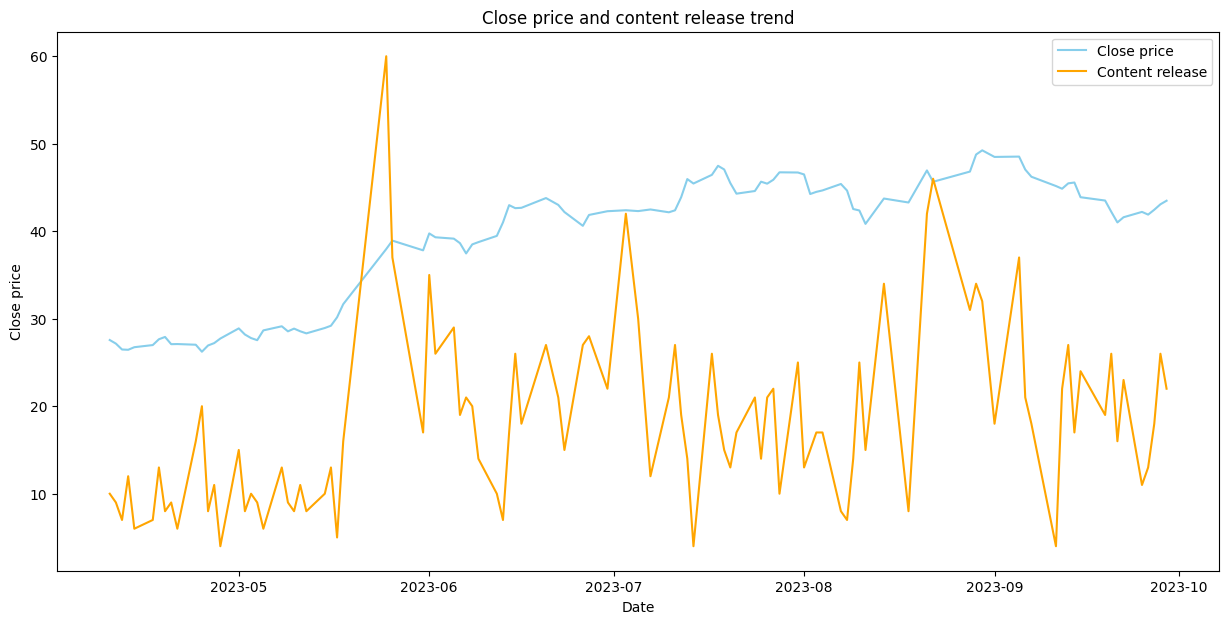 Close price and content release trend
Close price
Content release
60
50
40
30
20
10
Close price
2023-05
2023-06
2023-07
2023-08
2023-09
2023-10
Date